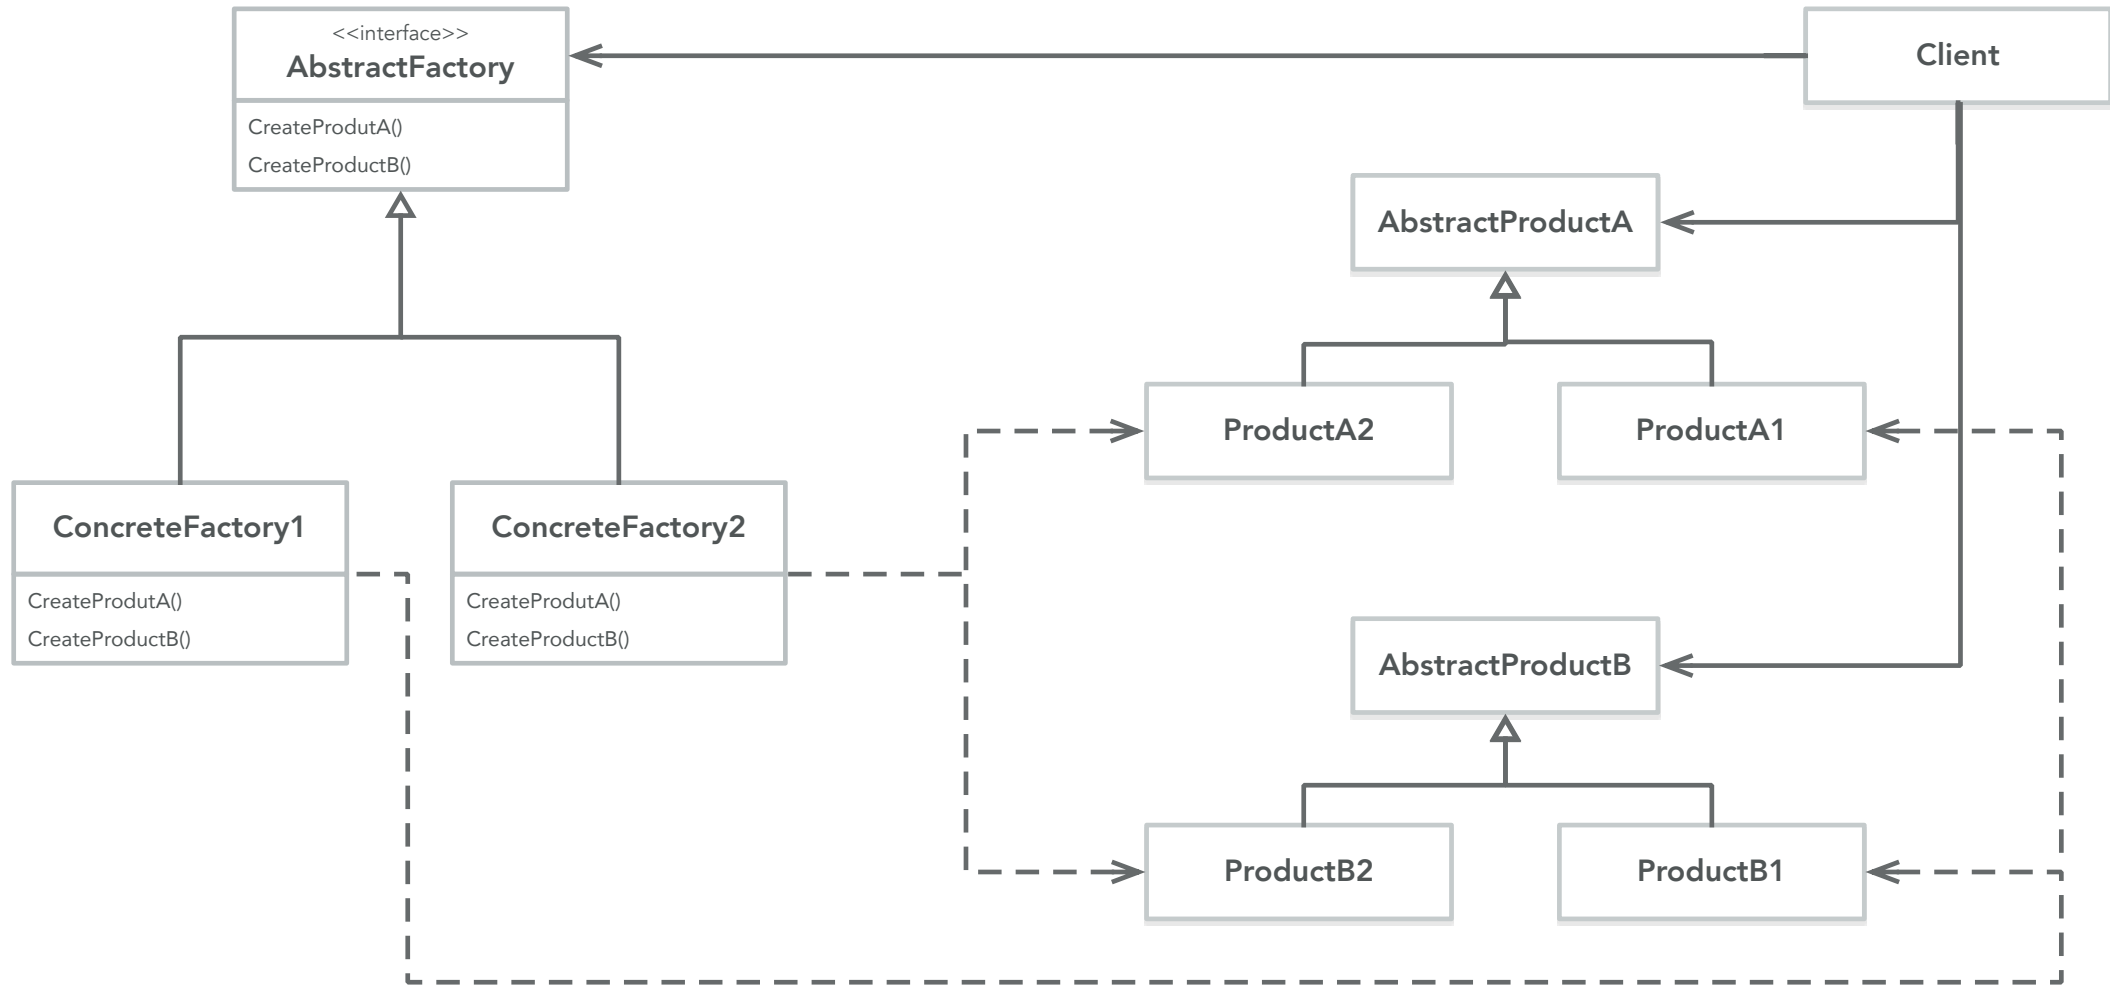 <<interface>>
AbstractFactory
CreateProdutA()
CreateProductB()
Client
AbstractProductA
ProductA2
ProductA1
ConcreteFactory1
CreateProdutA()
CreateProductB()
ConcreteFactory2
CreateProdutA()
CreateProductB()
AbstractProductB
ProductB2
ProductB1